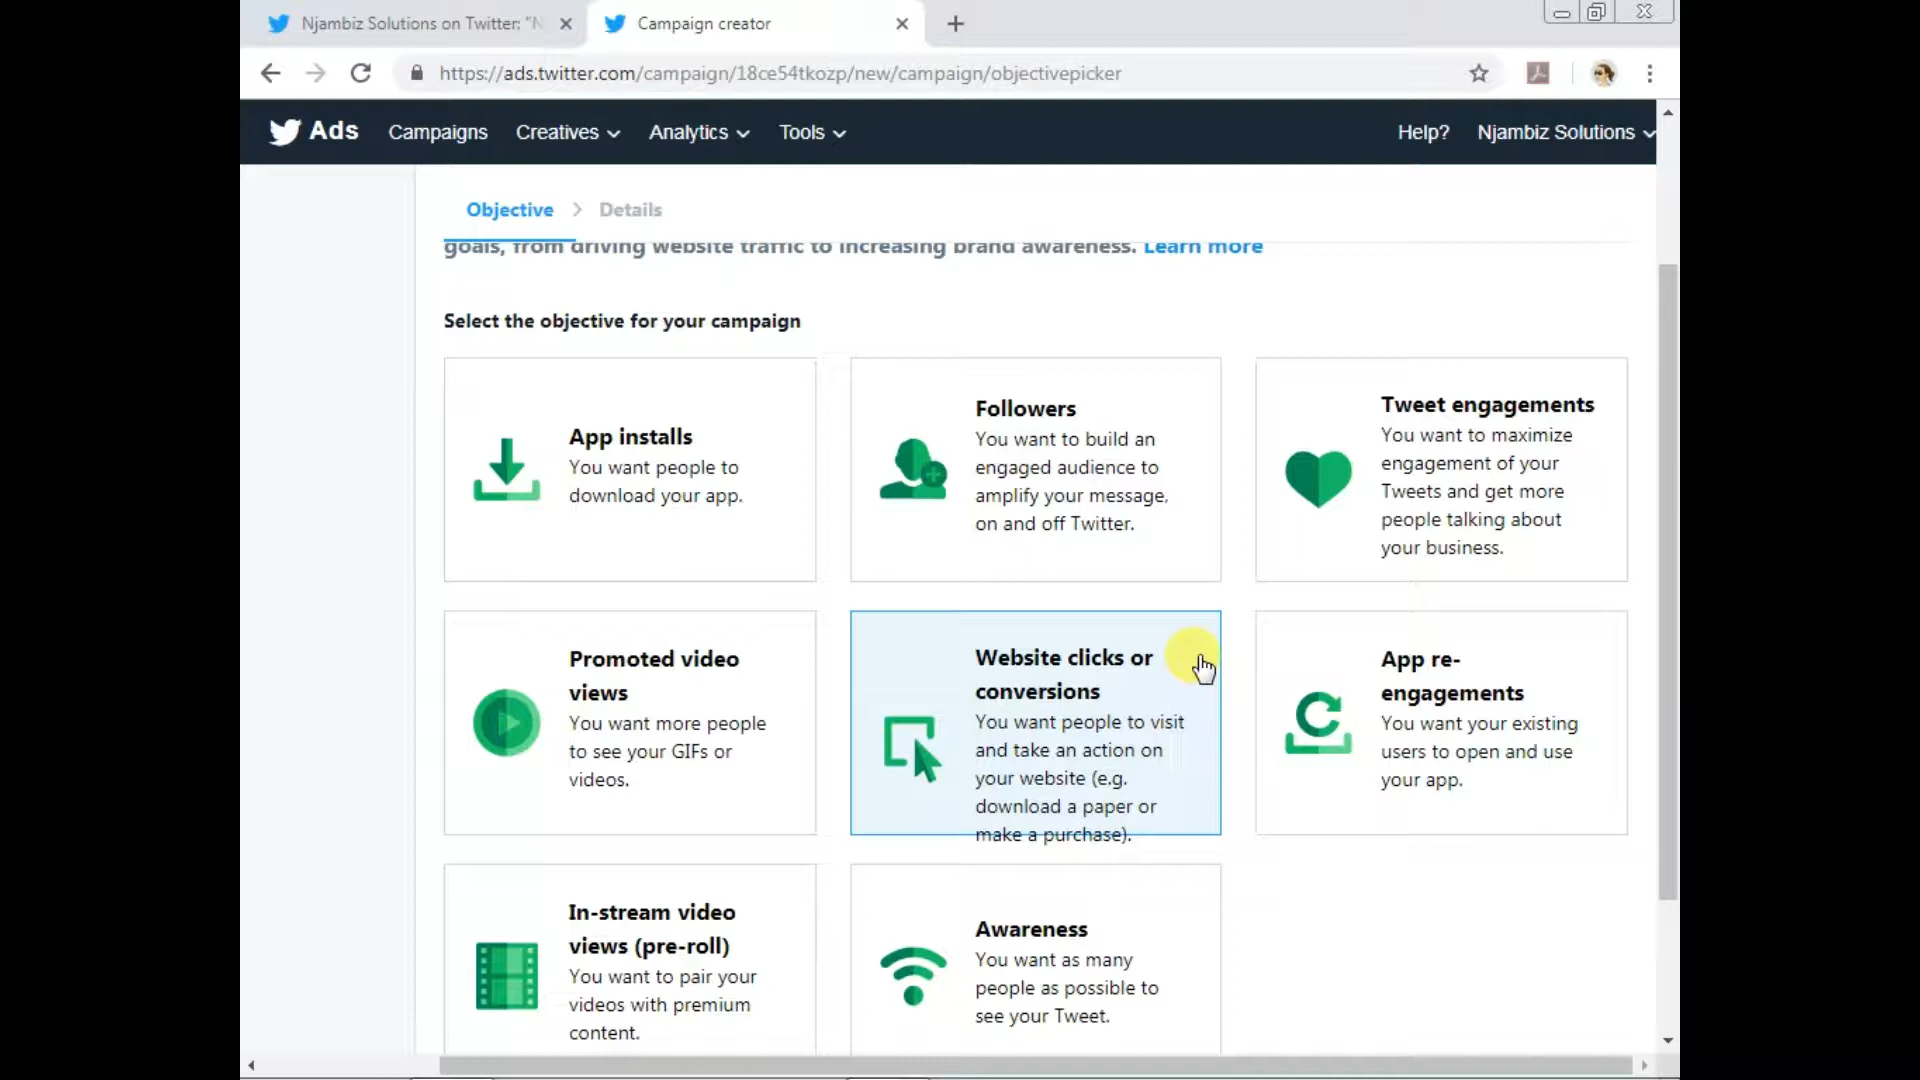 Njambiz Solutions on Twitter: "N
Campaign creator
https://ads.twitter.com/campaign/18ce54tkozp/new/campaign/objectivepicker
Ads Campaigns Creatives Analytics Tools Help? Njambiz Solutions
Objective Details
goals, from driving website traffic to increasing brand awareness. Learn more
Select the objective for your campaign
App installs
You want people to
download your app.
Followers
You want to build an
engaged audience to
amplify your message,
on and off Twitter.
Tweet engagements
You want to maximize
engagement of your
Tweets and get more
people talking about
your business.
Promoted video
views
You want more people
to see your GIFs or
videos.
Website clicks or
conversions
You want people to visit
and take an action on
your website (e.g.
download a paper or
make a purchase).
App re-
engagements
You want your existing
users to open and use
your app.
In-stream video
views (pre-roll)
You want to pair your
videos with premium
content.
Awareness
You want as many
people as possible to
see your Tweet.